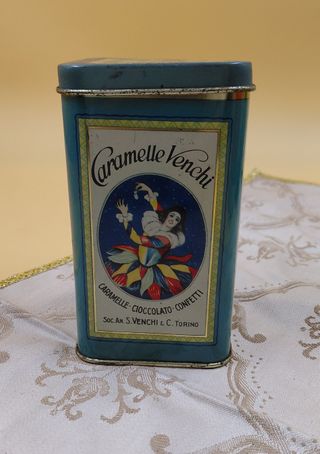 Caramelle Venchi
CARAMELLE-CIOCCOLATO-CONFETTI
SOC. AN. S. VENCHI & C. TORINO